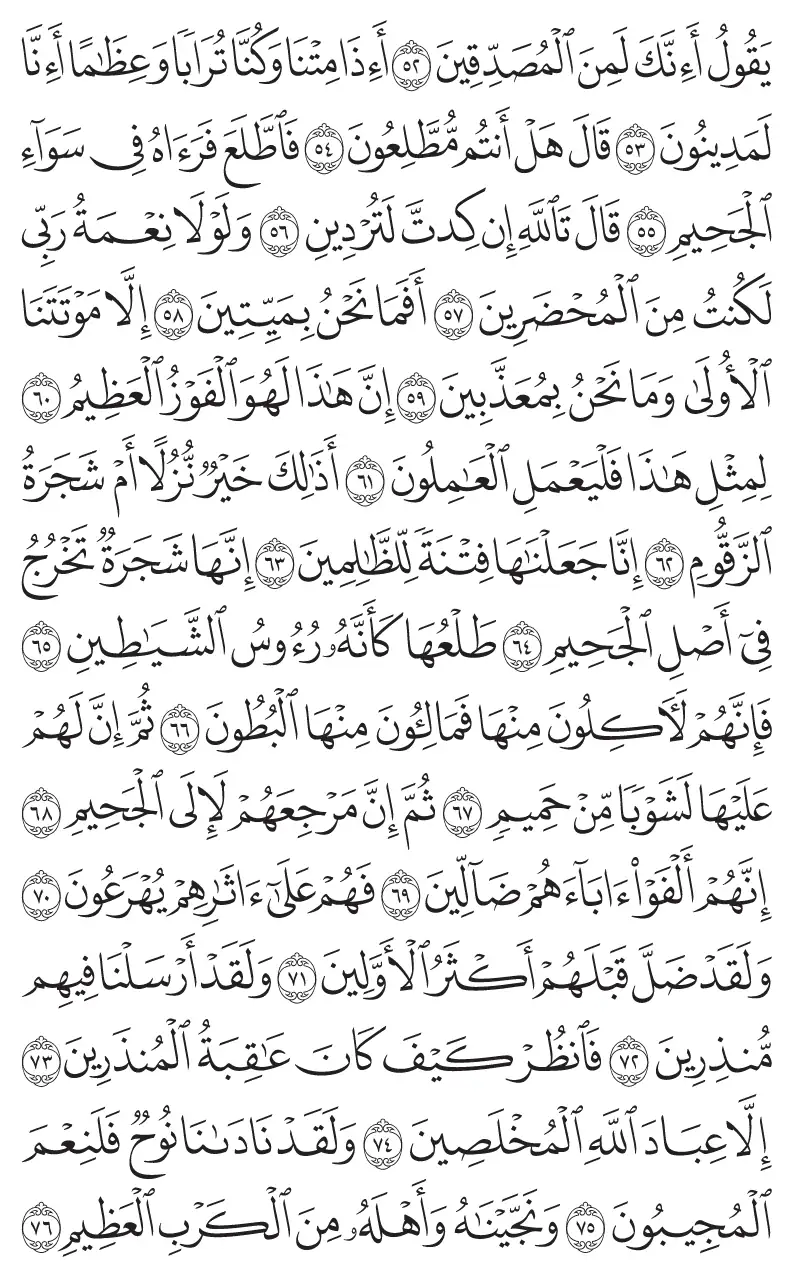 يَقُولُ أَءِنَّكَ لَمِنَ ٱلْمُصَدِّقِينَ ٥٢ أَءِذَا مِتْنَا وَكُنَّا تُرَابًا وَعِظَٰمًا أَءِنَّا
لَمَدِينُونَ ٥٣ قَالَ هَلْ أَنتُم مُّطَّلِعُونَ ٥٤ فَٱطَّلَعَ فَرَءَاهُ فِى سَوَآءِ
ٱلْجَحِيمِ ٥٥ قَالَ تَٱللَّهِ إِن كِدتَّ لَتُرْدِينِ ٥٦ وَلَوْلَا نِعْمَةُ رَبِّى
لَكُنتُ مِنَ ٱلْمُحْضَرِينَ ٥٧ أَفَمَا نَحْنُ بِمَيِّتِينَ ٥٨ إِلَّا مَوْتَتَنَا
ٱلْأُولَىٰ وَمَا نَحْنُ بِمُعَذَّبِينَ ٥٩ إِنَّ هَٰذَا لَهُوَ ٱلْفَوْزُ ٱلْعَظِيمُ ٦٠
لِمِثْلِ هَٰذَا فَلْيَعْمَلِ ٱلْعَٰمِلُونَ ٦١ أَذَٰلِكَ خَيْرٌ نُّزُلًا أَمْ شَجَرَةُ
ٱلزَّقُّومِ ٦٢ إِنَّا جَعَلْنَٰهَا فِتْنَةً لِّلظَّٰلِمِينَ ٦٣ إِنَّهَا شَجَرَةٌ تَخْرُجُ
فِىٓ أَصْلِ ٱلْجَحِيمِ ٦٤ طَلْعُهَا كَأَنَّهُۥ رُءُوسُ ٱلشَّيَٰطِينِ ٦٥
فَإِنَّهُمْ لَءَاكِلُونَ مِنْهَا فَمَالِـُٔونَ مِنْهَا ٱلْبُطُونَ ٦٦ ثُمَّ إِنَّ لَهُمْ
عَلَيْهَا لَشَوْبًا مِّنْ حَمِيمٍ ٦٧ ثُمَّ إِنَّ مَرْجِعَهُمْ لَإِلَى ٱلْجَحِيمِ ٦٨
إِنَّهُمْ أَلْفَوْا۟ ءَابَآءَهُمْ ضَآلِّينَ ٦٩ فَهُمْ عَلَىٰٓ ءَاثَٰرِهِمْ يُهْرَعُونَ ٧٠
وَلَقَدْ ضَلَّ قَبْلَهُمْ أَكْثَرُ ٱلْأَوَّلِينَ ٧١ وَلَقَدْ أَرْسَلْنَا فِيهِم
مُّنذِرِينَ ٧٢ فَٱنظُرْ كَيْفَ كَانَ عَٰقِبَةُ ٱلْمُنذَرِينَ ٧٣
إِلَّا عِبَادَ ٱللَّهِ ٱلْمُخْلَصِينَ ٧٤ وَلَقَدْ نَادَىٰنَا نُوحٌ فَلَنِعْمَ
ٱلْمُجِيبُونَ ٧٥ وَنَجَّيْنَٰهُ وَأَهْلَهُۥ مِنَ ٱلْكَرْبِ ٱلْعَظِيمِ ٧٦